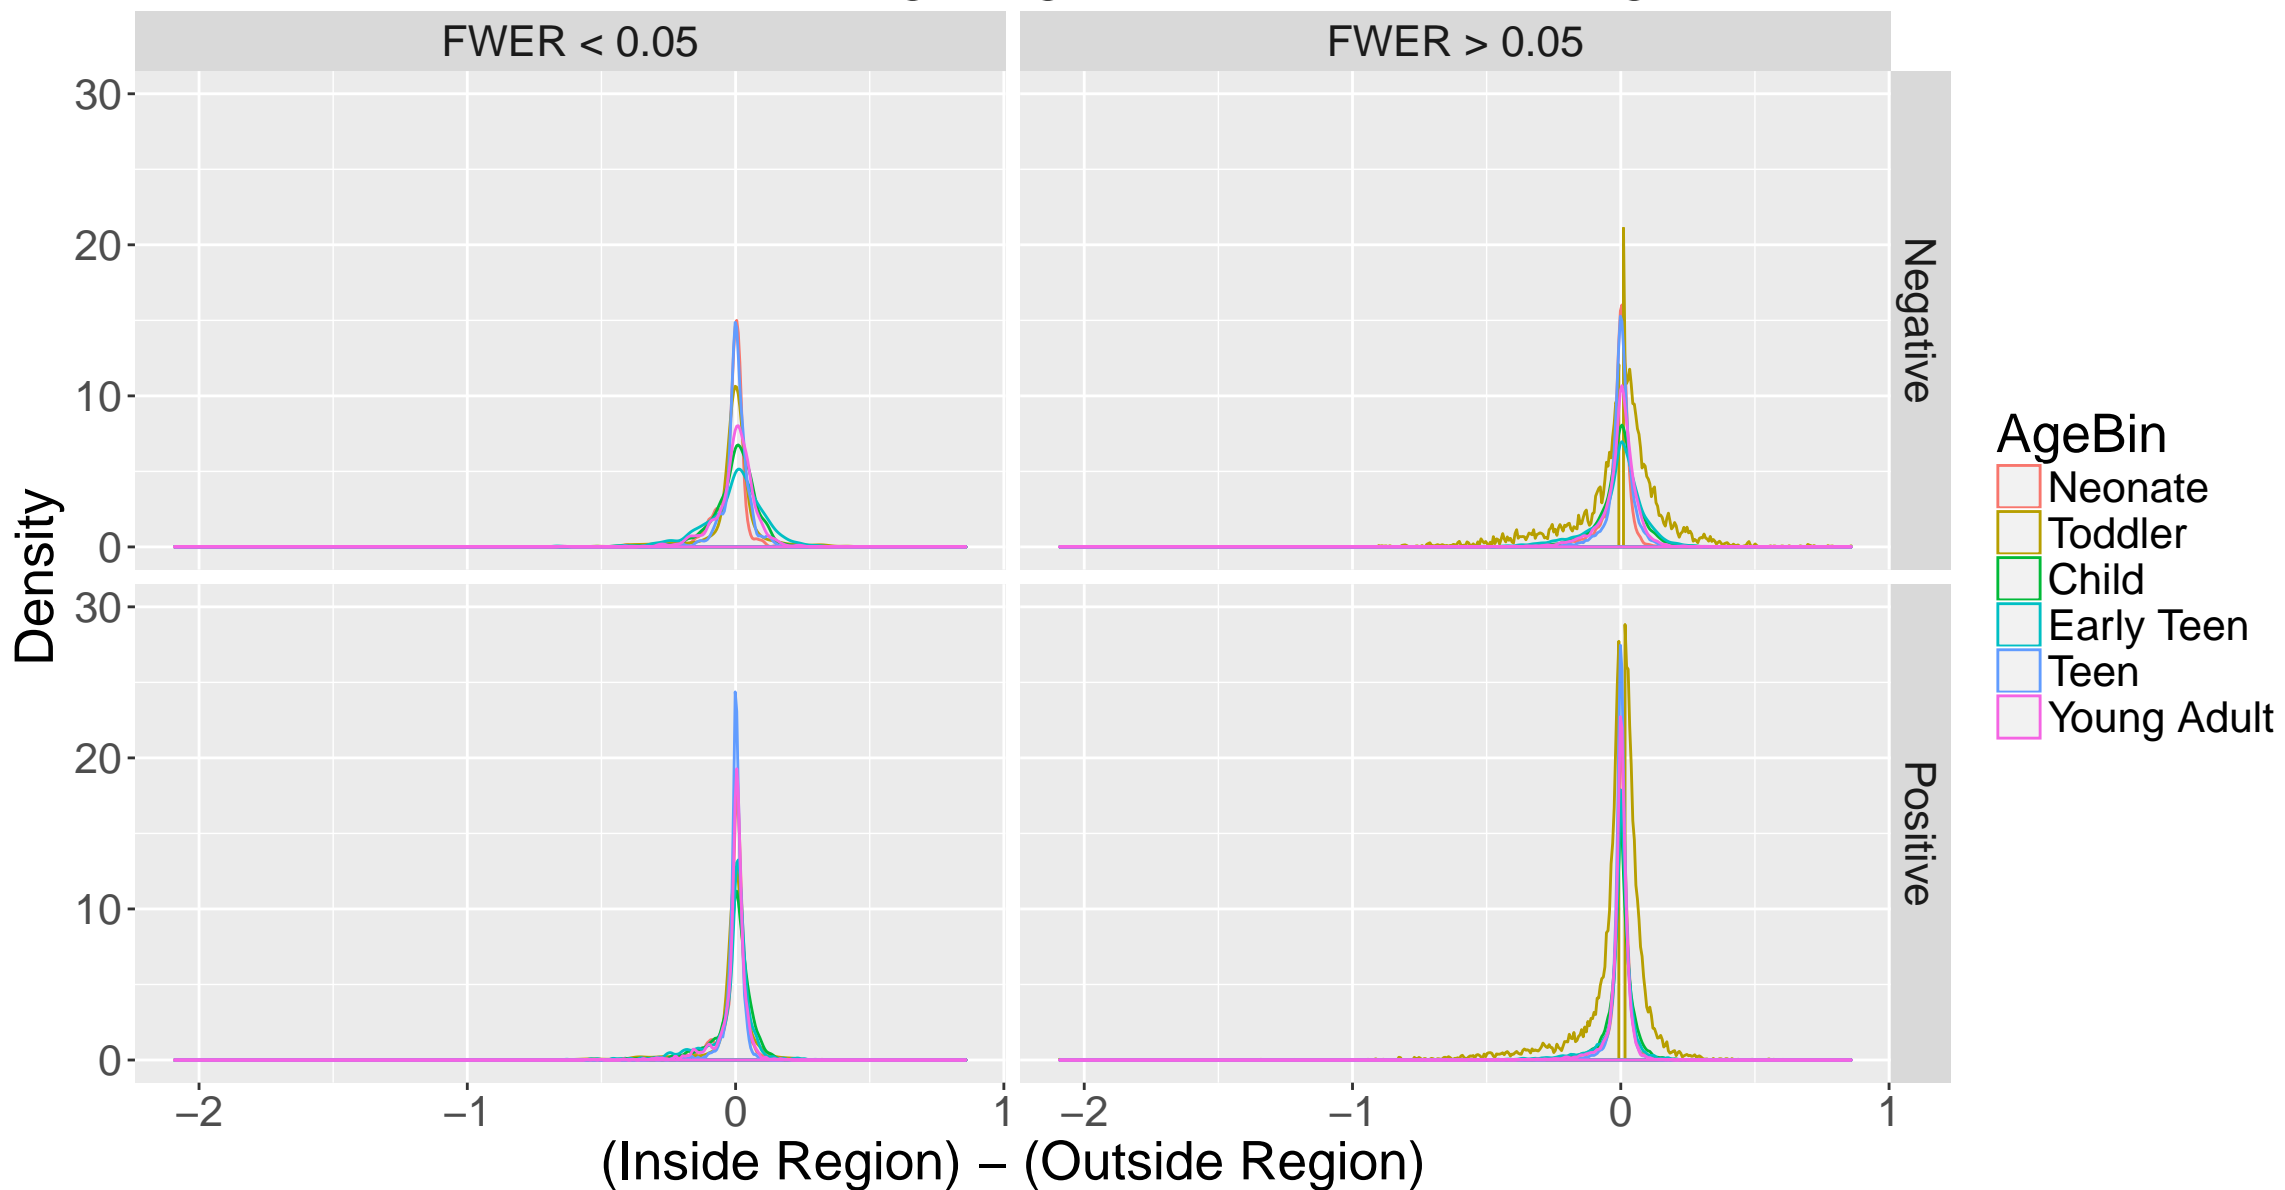 FWER < 0.05
FWER > 0.05
30
20
10
0
Negative
30
20
10
0
Positive
Density
−2
−1
0
1
−2
−1
0
1
(Inside Region) − (Outside Region)
AgeBin
Neonate
Toddler
Child
Early Teen
Teen
Young Adult